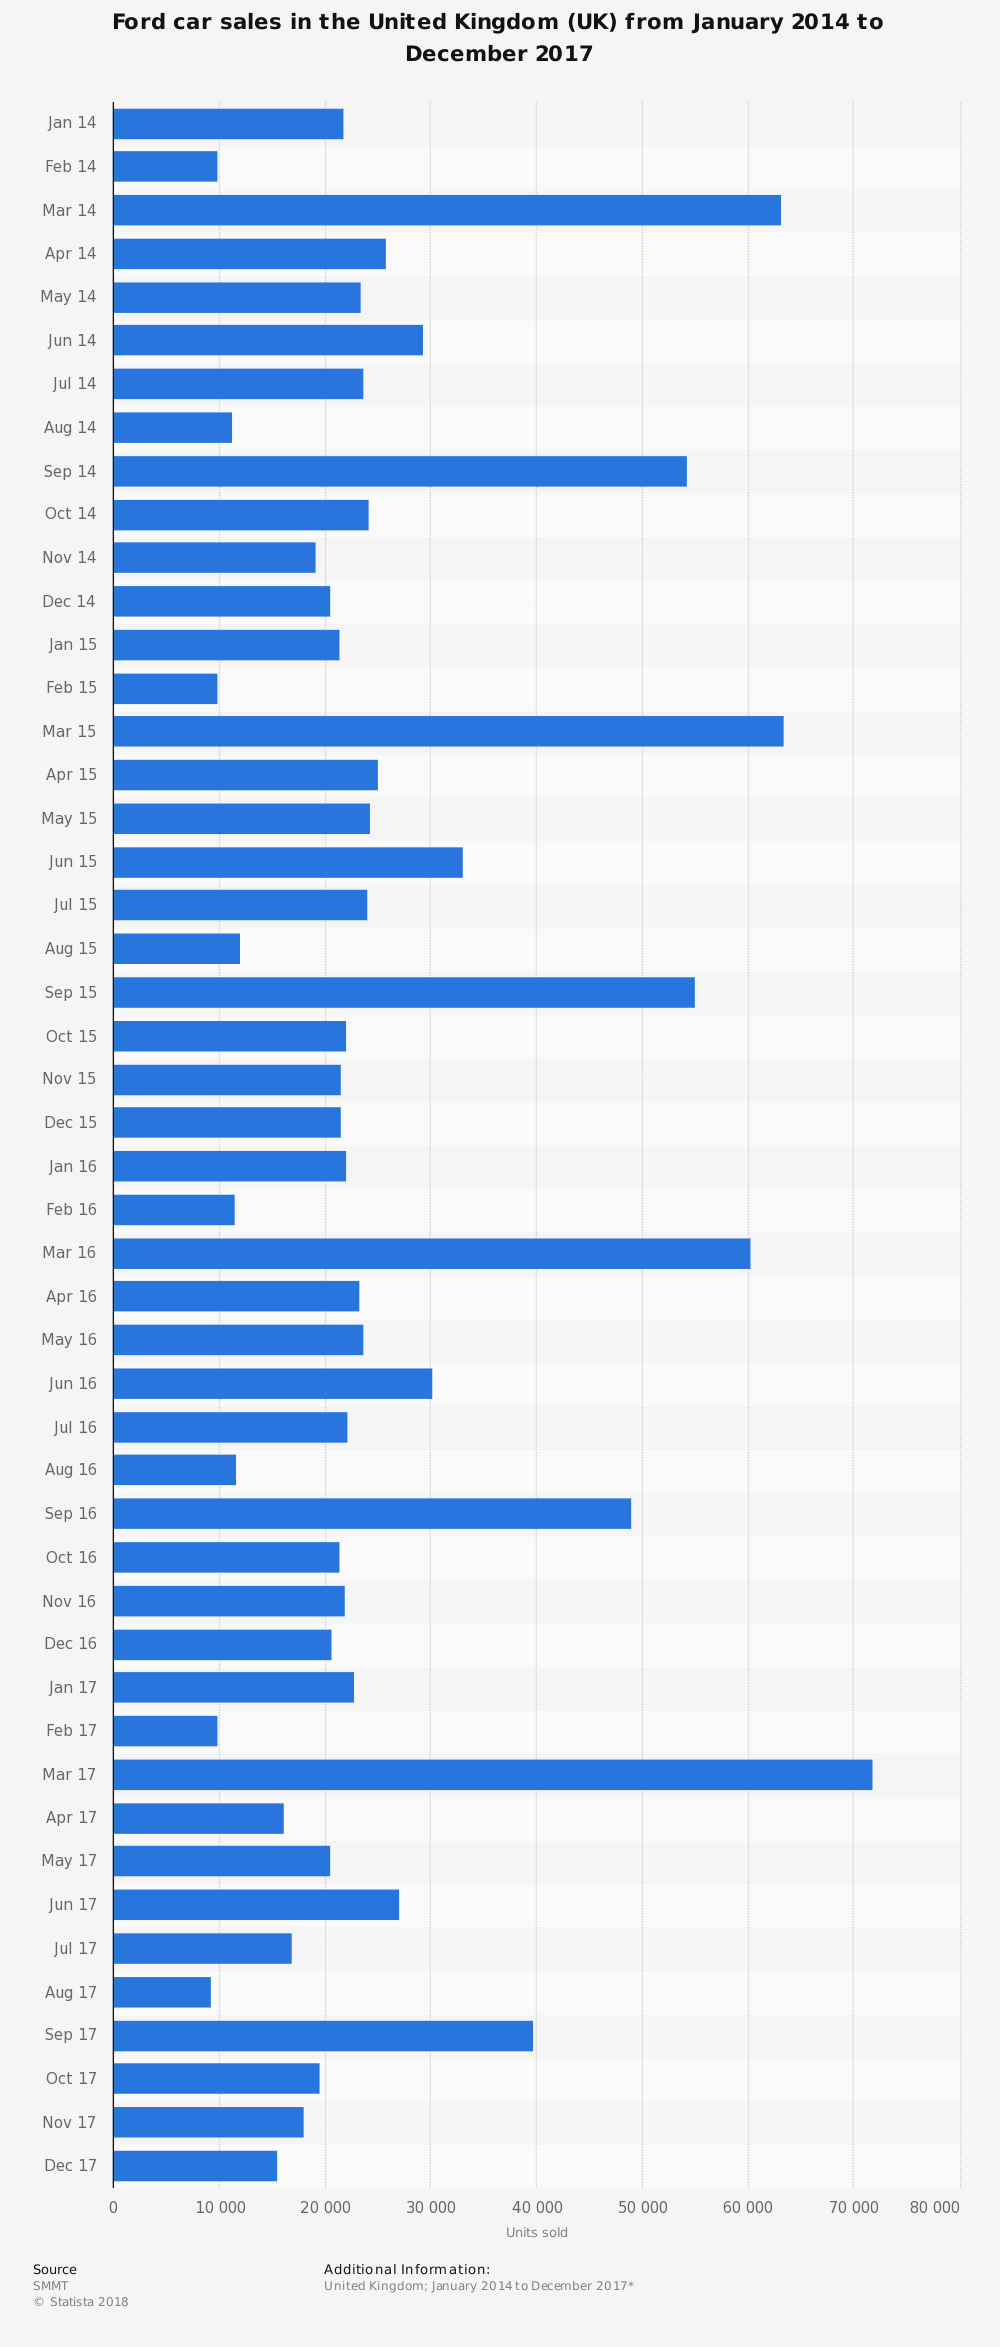 Ford car sales in the United Kingdom (UK) from January 2014 to
December 2017
Jan 14
Feb 14
Mar 14
Apr 14
May 14
Jun 14
Jul 14
Aug 14
Sep 14
Oct 14
Nov 14
Dec 14
Jan 15
Feb 15
Mar 15
Apr 15
May 15
Jun 15
Jul 15
Aug 15
Sep 15
Oct 15
Nov 15
Dec 15
Jan 16
Feb 16
Mar 16
Apr 16
May 16
Jun 16
Jul 16
Aug 16
Sep 16
Oct 16
Nov 16
Dec 16
Jan 17
Feb 17
Mar 17
Apr 17
May 17
Jun 17
Jul 17
Aug 17
Sep 17
Oct 17
Nov 17
Dec 17
0 10 000 20 000 30 000 40 000 50 000 60 000 70 000 80 000
Units sold
Source
SMMT
© Statista 2018
Additional Information:
United Kingdom; January 2014 to December 2017*